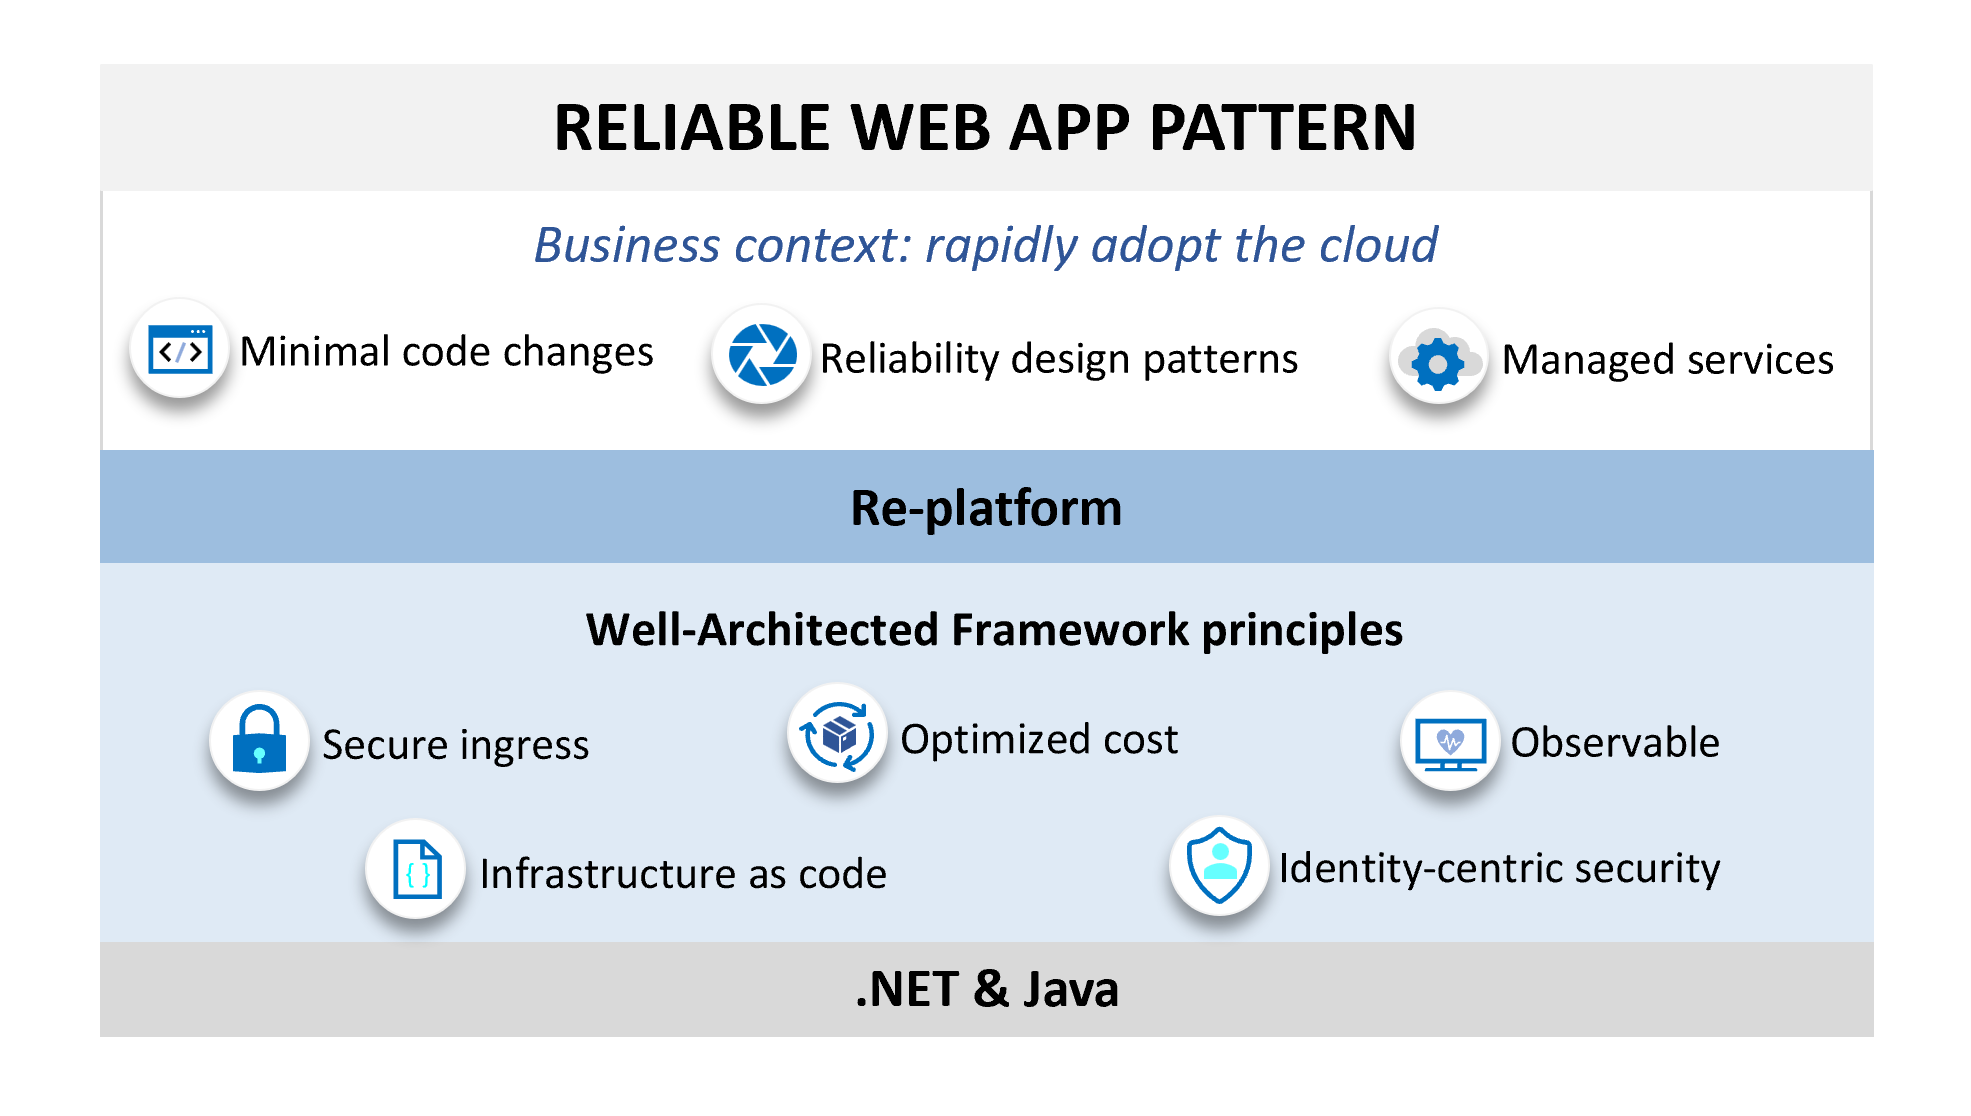 RELIABLE WEB APP PATTERN
Business context: rapidly adopt the cloud
Minimal code changes
Reliability design patterns
Managed services
Re-platform
Well-Architected Framework principles
Secure ingress
Optimized cost
Observable
Infrastructure as code
Identity-centric security
.NET & Java